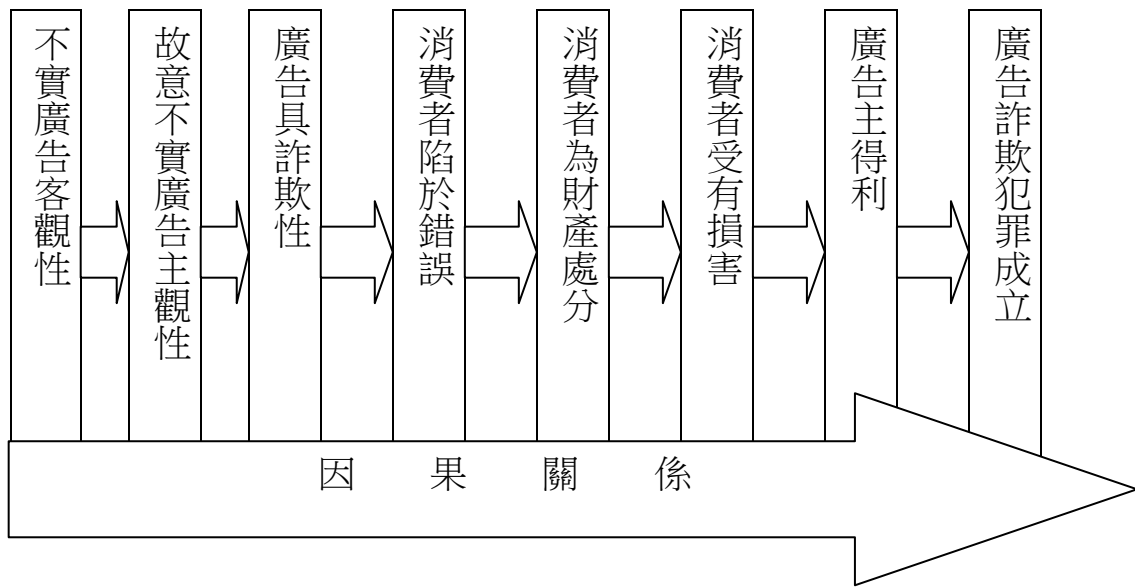 不實廣告客觀性
故意不實廣告主觀性
廣告具詐欺性
消費者陷於錯誤
消費者為財產處分
消費者受有損害
廣告主得利
廣告詐欺犯罪成立
因果關係